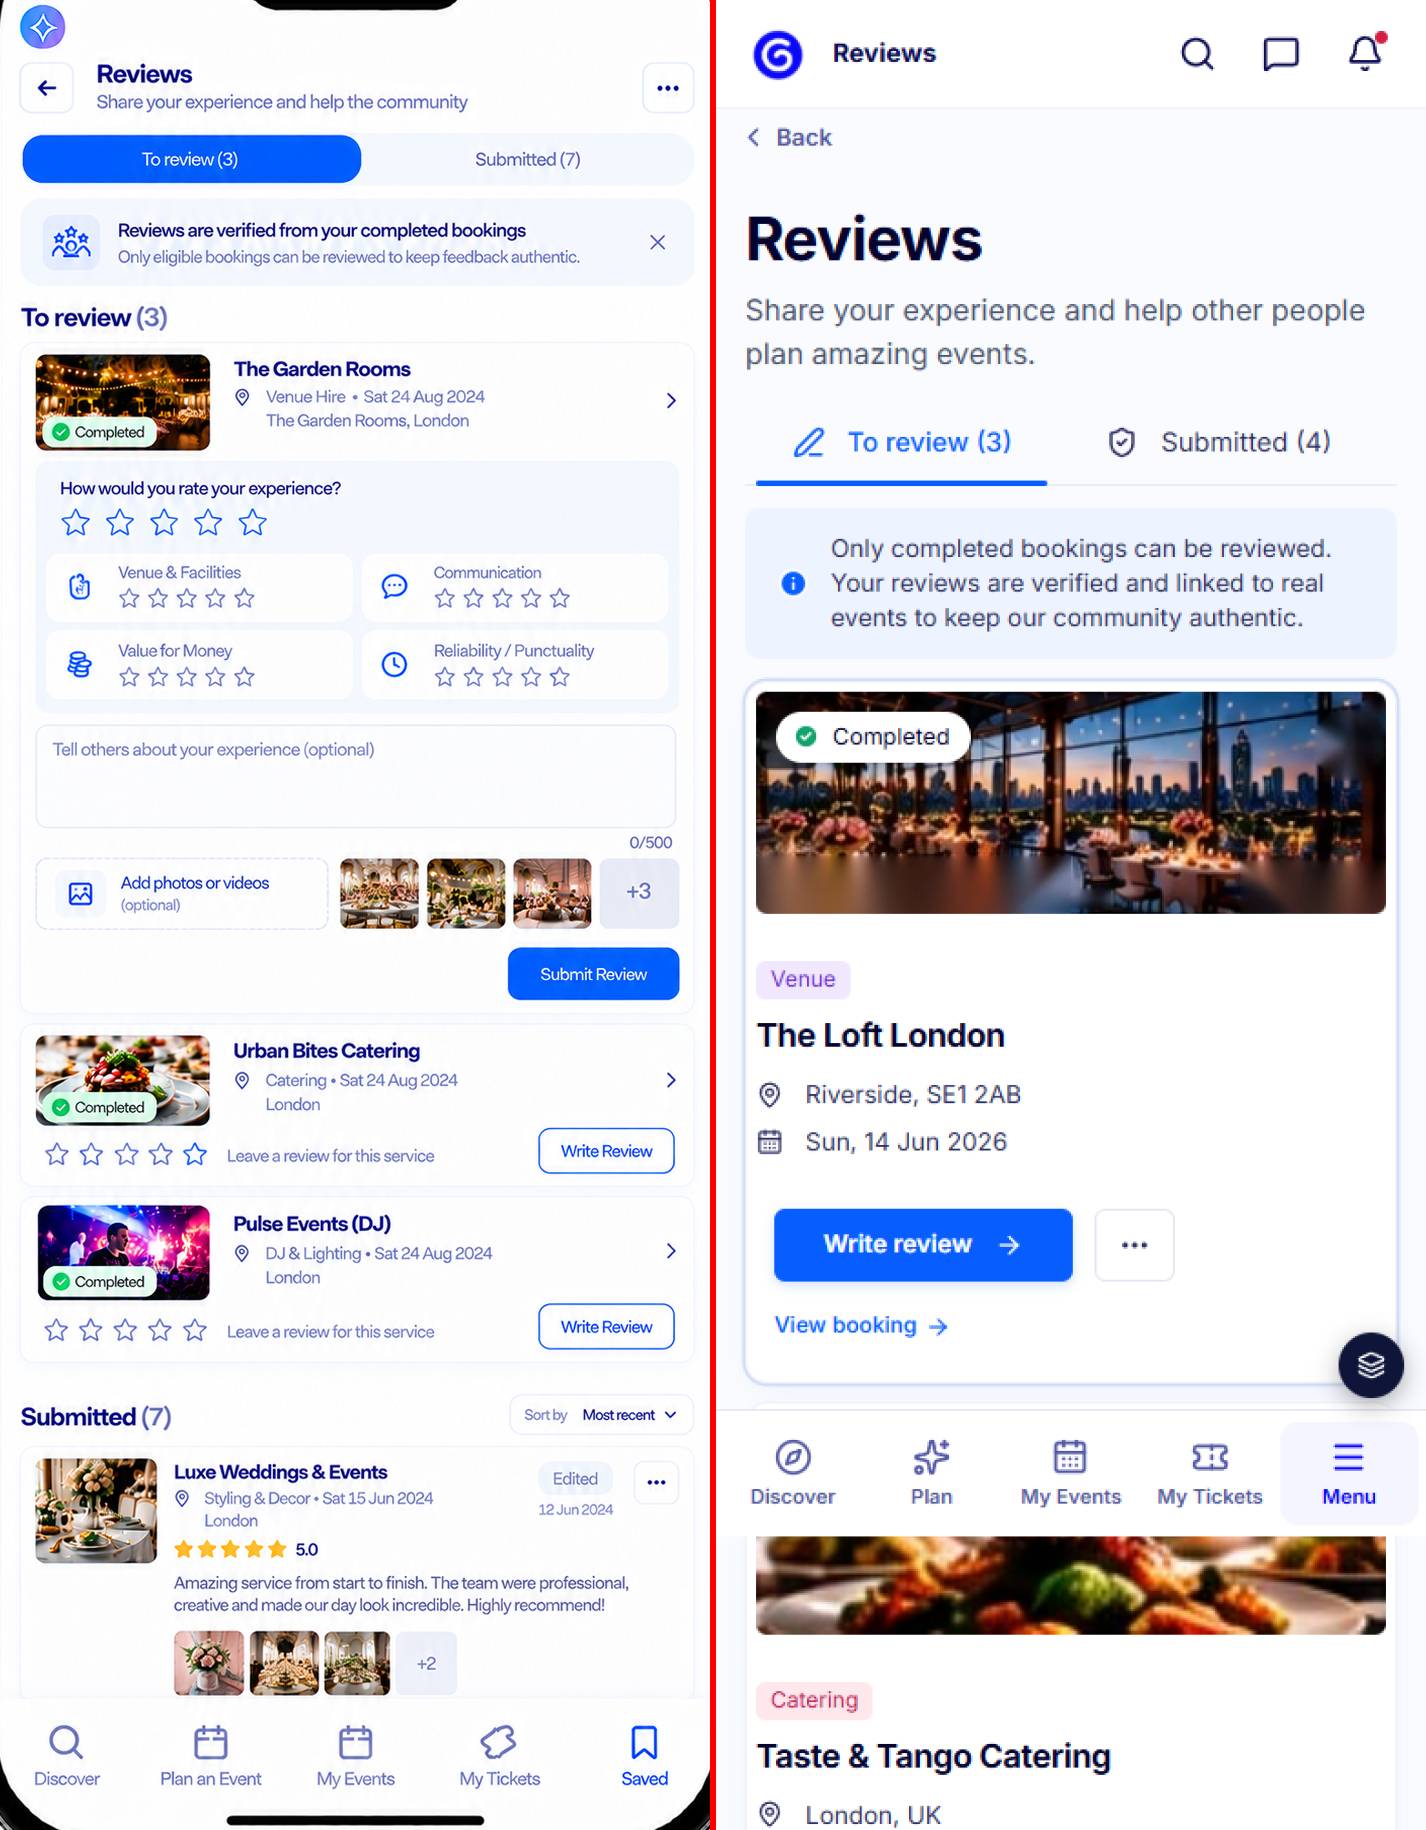 Reviews
Share your experience and help the community
To review (3)
Submitted (7)
Reviews are verified from your completed bookings
Only eligible bookings can be reviewed to keep feedback authentic.
To review (3)
The Garden Rooms
Venue Hire • Sat 24 Aug 2024
The Garden Rooms, London
Completed
How would you rate your experience?
Venue & Facilities
Communication
Value for Money
Reliability / Punctuality
Tell others about your experience (optional)
0/500
Add photos or videos
(optional)
+3
Submit Review
Urban Bites Catering
Catering • Sat 24 Aug 2024
London
Completed
Leave a review for this service
Write Review
Pulse Events (DJ)
DJ & Lighting • Sat 24 Aug 2024
London
Completed
Leave a review for this service
Write Review
Submitted (7)
Sort by Most recent
Luxe Weddings & Events
Styling & Decor • Sat 15 Jun 2024
London
Edited
12 Jun 2024
5.0
Amazing service from start to finish. The team were professional,
creative and made our day look incredible. Highly recommend!
+2
Discover
Plan an Event
My Events
My Tickets
Saved
Reviews
Back
Reviews
Share your experience and help other people
plan amazing events.
To review (3)
Submitted (4)
Only completed bookings can be reviewed.
Your reviews are verified and linked to real
events to keep our community authentic.
Completed
Venue
The Loft London
Riverside, SE1 2AB
Sun, 14 Jun 2026
Write review
View booking
Discover
Plan
My Events
My Tickets
Menu
Catering
Taste & Tango Catering
London, UK